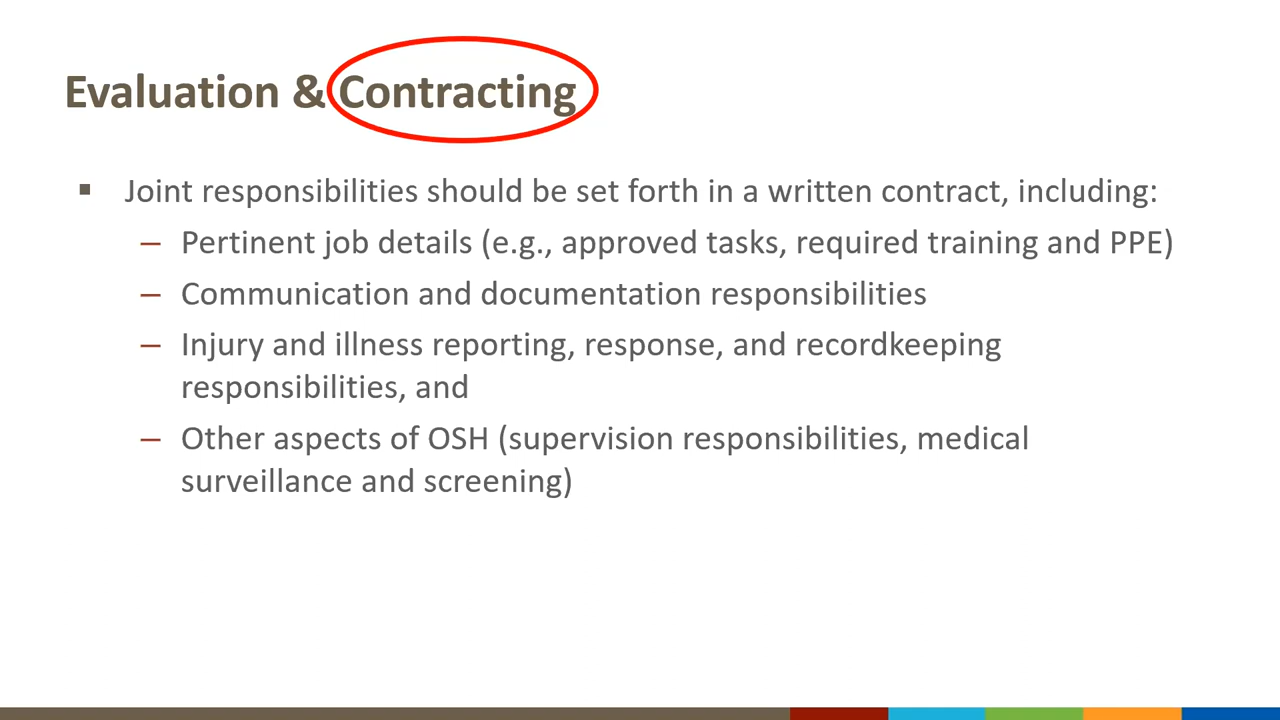 Evaluation & Contracting
▪ Joint responsibilities should be set forth in a written contract, including:
– Pertinent job details (e.g., approved tasks, required training and PPE)
– Communication and documentation responsibilities
– Injury and illness reporting, response, and recordkeeping
responsibilities, and
– Other aspects of OSH (supervision responsibilities, medical
surveillance and screening)